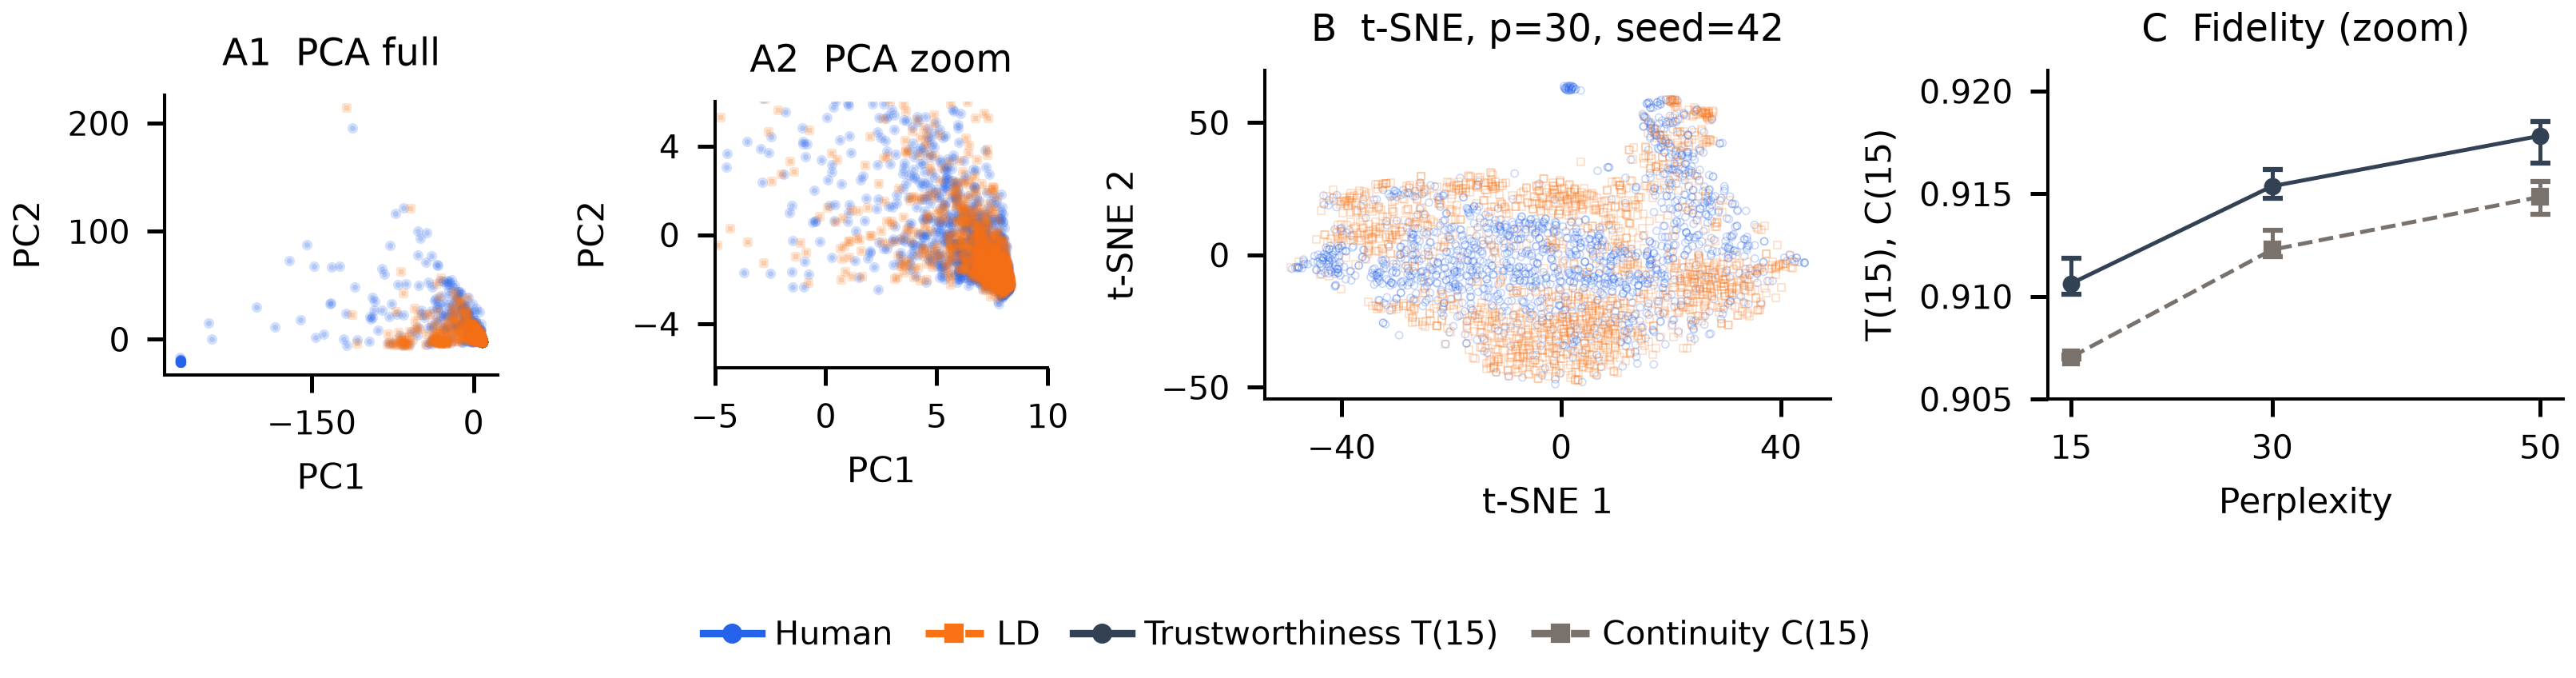 A1  PCA full
200
100
0
PC2
−150
0
PC1
A2  PCA zoom
4
0
−4
PC2
−5
0
5
10
PC1
B  t-SNE, p=30, seed=42
50
0
−50
t-SNE 2
−40
0
40
t-SNE 1
C  Fidelity (zoom)
0.920
0.915
0.910
0.905
T(15), C(15)
15
30
50
Perplexity
Human
LD
Trustworthiness T(15)
Continuity C(15)